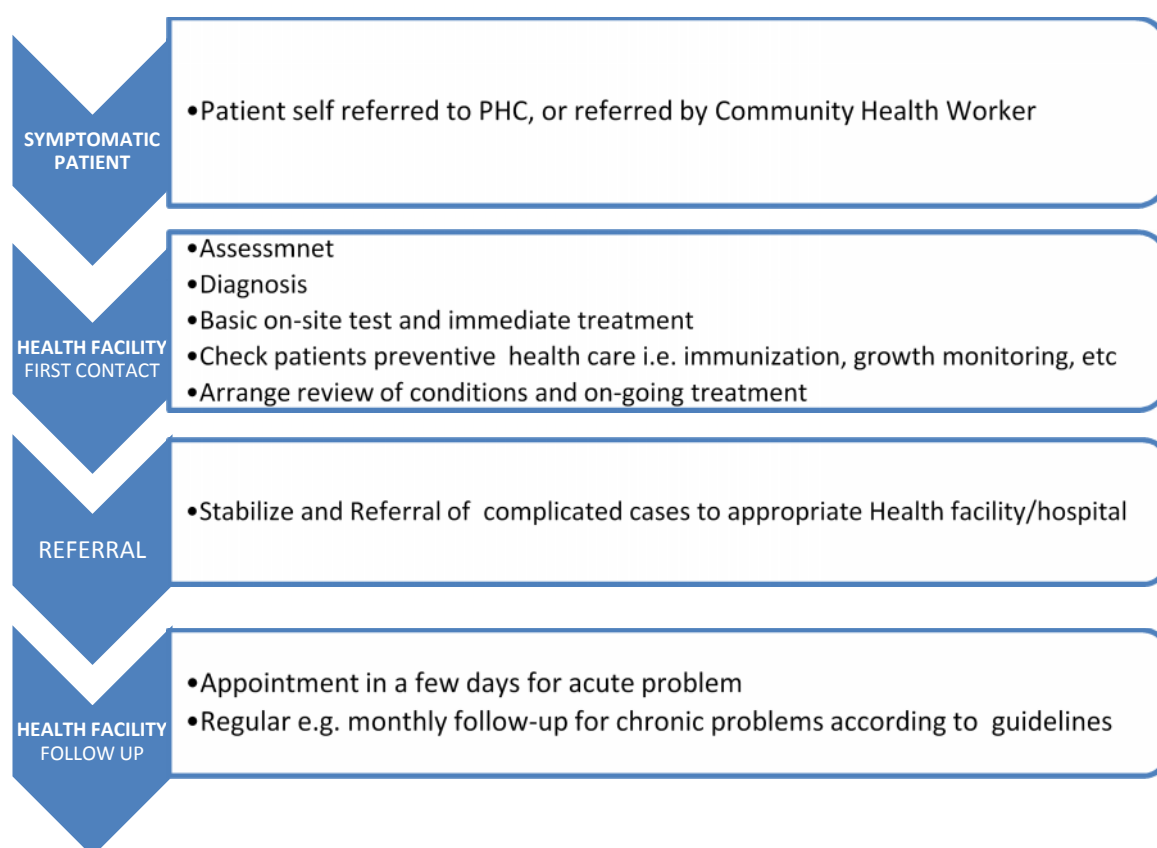 SYMPTOMATIC
PATIENT
•Patient self referred to PHC, or referred by Community Health Worker
HEALTH FACILITY
FIRST CONTACT
•Assessmnet
•Diagnosis
•Basic on-site test and immediate treatment
•Check patients preventive  health care i.e. immunization, growth monitoring, etc
•Arrange review of conditions and on-going treatment
REFERRAL
•Stabilize and Referral of  complicated cases to appropriate Health facility/hospital
HEALTH FACILITY
FOLLOW UP
•Appointment in a few days for acute problem
•Regular e.g. monthly follow-up for chronic problems according to  guidelines